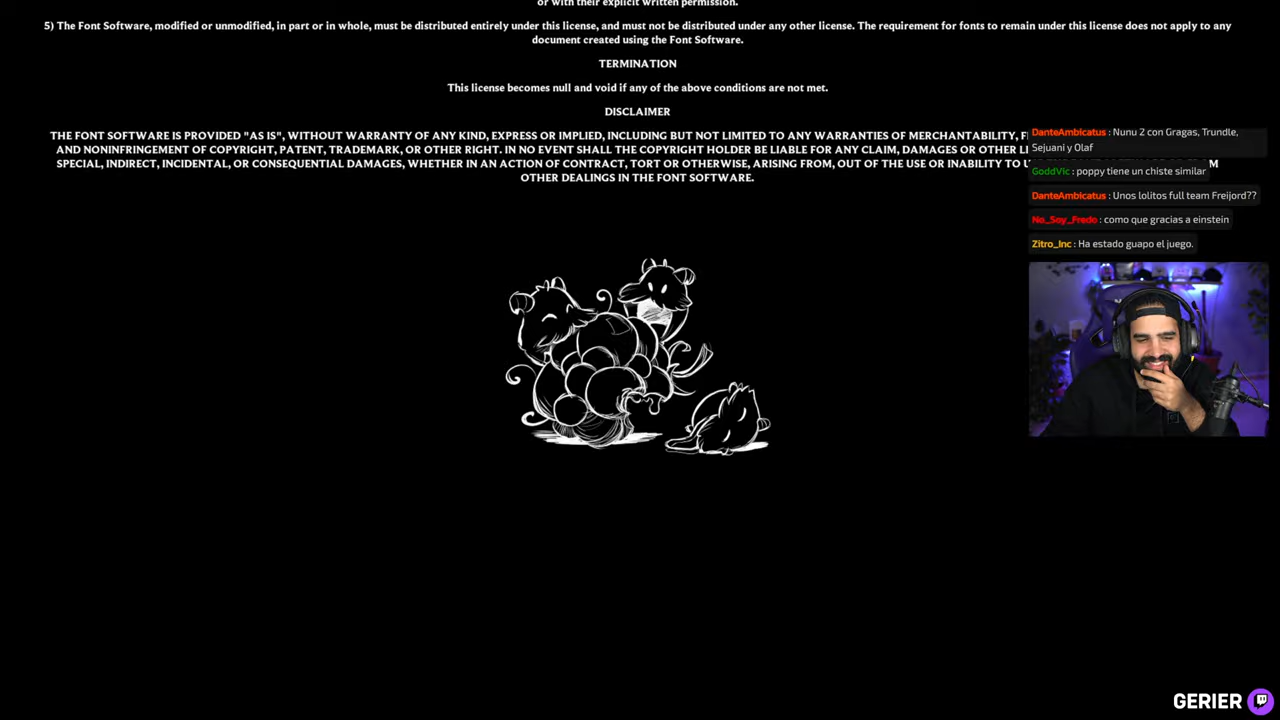 or with their explicit written permission.
5) The Font Software, modified or unmodified, in part or in whole, must be distributed entirely under this license, and must not be distributed under any other license. The requirement for fonts to remain under this license does not apply to any
document created using the Font Software.
TERMINATION
This license becomes null and void if any of the above conditions are not met.
DISCLAIMER
THE FONT SOFTWARE IS PROVIDED "AS IS", WITHOUT WARRANTY OF ANY KIND, EXPRESS OR IMPLIED, INCLUDING BUT NOT LIMITED TO ANY WARRANTIES OF MERCHANTABILITY,
AND NONINFRINGEMENT OF COPYRIGHT, PATENT, TRADEMARK, OR OTHER RIGHT. IN NO EVENT SHALL THE COPYRIGHT HOLDER BE LIABLE FOR ANY CLAIM, DAMAGES OR OTHER
SPECIAL, INDIRECT, INCIDENTAL, OR CONSEQUENTIAL DAMAGES, WHETHER IN AN ACTION OF CONTRACT, TORT OR OTHERWISE, ARISING FROM, OUT OF THE USE OR INABILITY TO
OTHER DEALINGS IN THE FONT SOFTWARE.
DanteAmbicatus : Nunu 2 con Gragas, Trundle,
Sejuani y Olaf
GoddVic : poppy tiene un chiste similar
DanteAmbicatus : Unos lolitos full team Freijord??
No_Soy_Fredo : como que gracias a einstein
Zitro_Inc : Ha estado guapo el juego.
GERIER